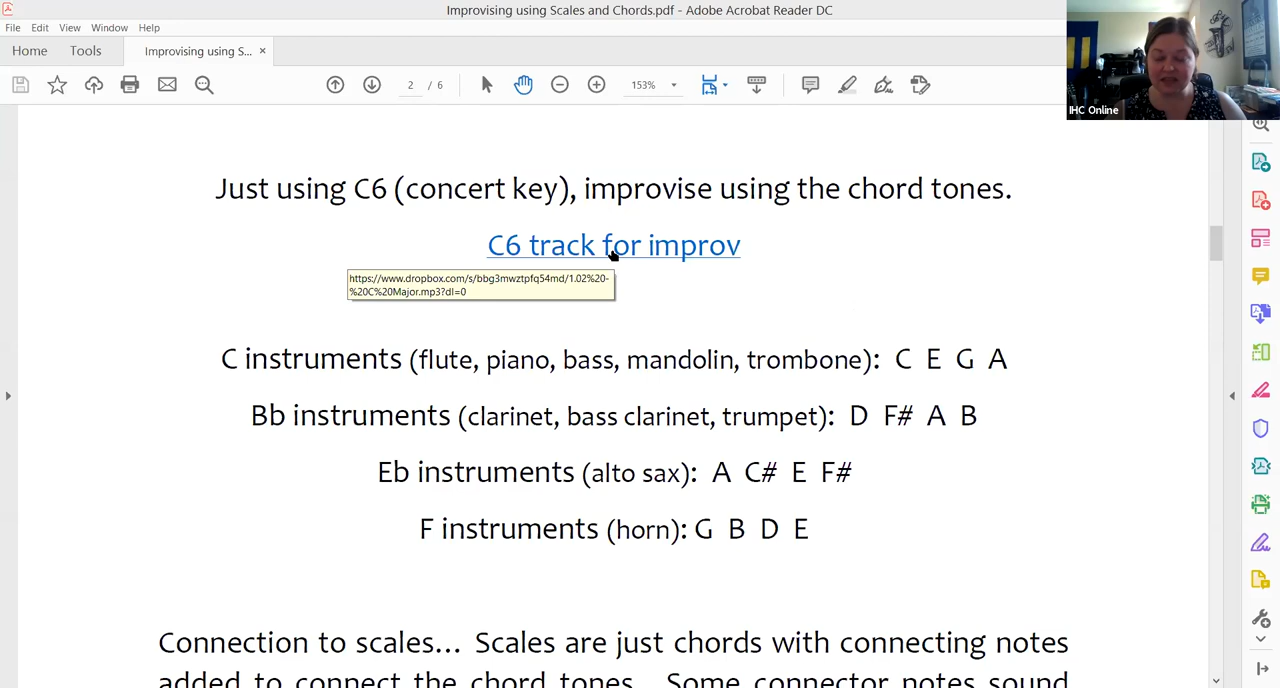 Improvising using Scales and Chords.pdf - Adobe Acrobat Reader DC
File Edit View Window Help
Home Tools Improvising using S... ×
2 / 6 153%
IHC Online
Just using C6 (concert key), improvise using the chord tones.
C6 track for improv
https://www.dropbox.com/s/bbg3mwztpfq54md/1.02%20-
%20C%20Major.mp3?dl=0
C instruments (flute, piano, bass, mandolin, trombone): C E G A
Bb instruments (clarinet, bass clarinet, trumpet): D F# A B
Eb instruments (alto sax): A C# E F#
F instruments (horn): G B D E
Connection to scales... Scales are just chords with connecting notes
added to connect the chord tones. Some connector notes sound